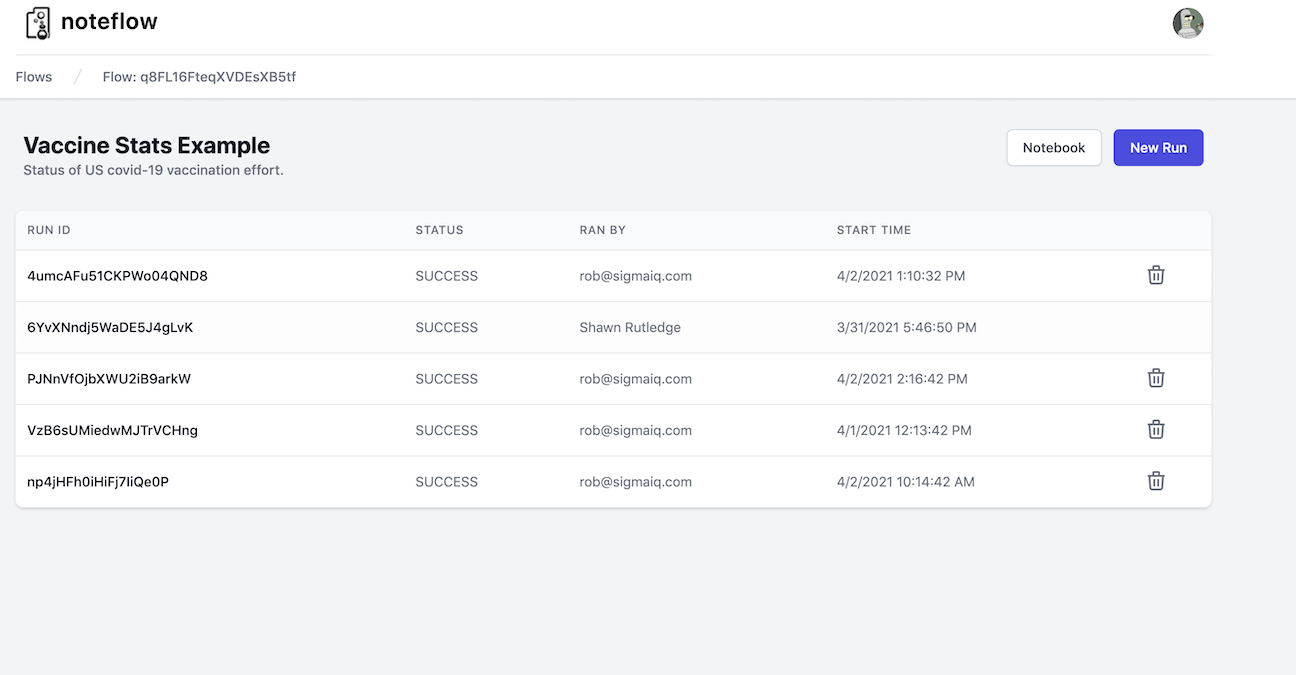 noteflow
Flows / Flow: q8FL16FteqXVDEsXB5tf
Vaccine Stats Example
Status of US covid-19 vaccination effort.
Notebook New Run
RUN ID STATUS RAN BY START TIME
4umcAFu51CKPWo04QND8 SUCCESS rob@sigmaiq.com 4/2/2021 1:10:32 PM
6YvXNndj5WaDE5J4gLvK SUCCESS Shawn Rutledge 3/31/2021 5:46:50 PM
PJNnVfOjbXWU2iB9arkW SUCCESS rob@sigmaiq.com 4/2/2021 2:16:42 PM
VzB6sUMiedwMJTrVCHng SUCCESS rob@sigmaiq.com 4/1/2021 12:13:42 PM
np4jHFh0iHiFj7IiQe0P SUCCESS rob@sigmaiq.com 4/2/2021 10:14:42 AM